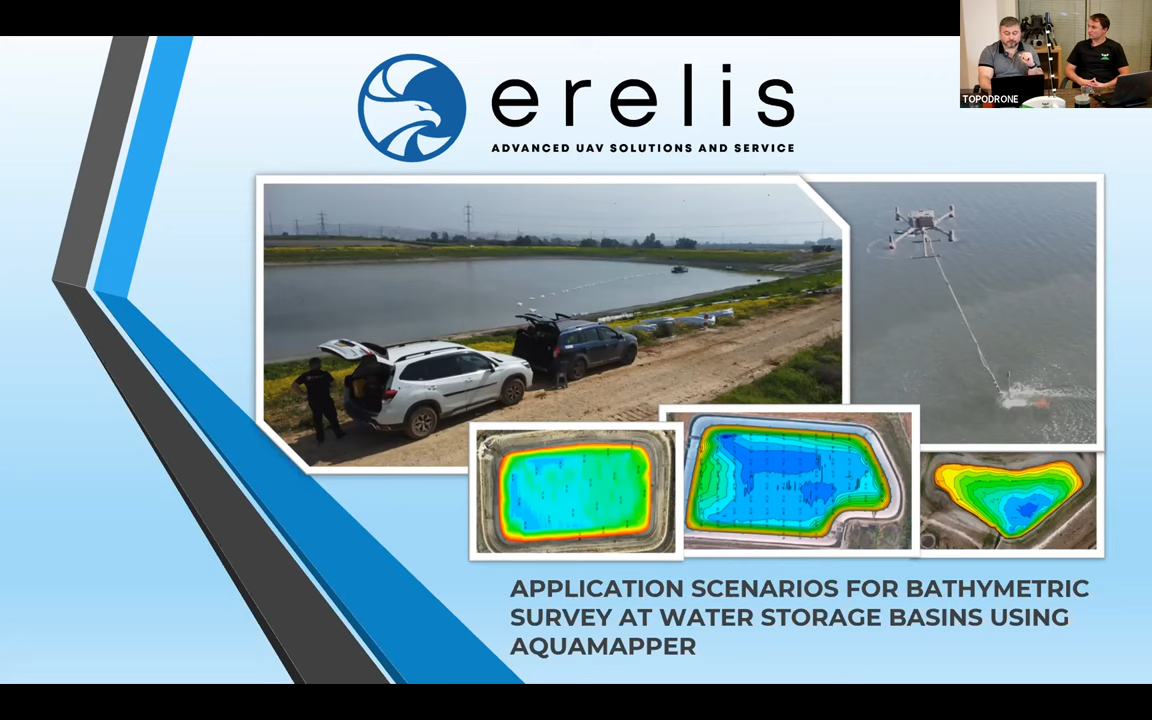 erelis
ADVANCED UAV SOLUTIONS AND SERVICE
TOPODRONE
APPLICATION SCENARIOS FOR BATHYMETRIC
SURVEY AT WATER STORAGE BASINS USING
AQUAMAPPER